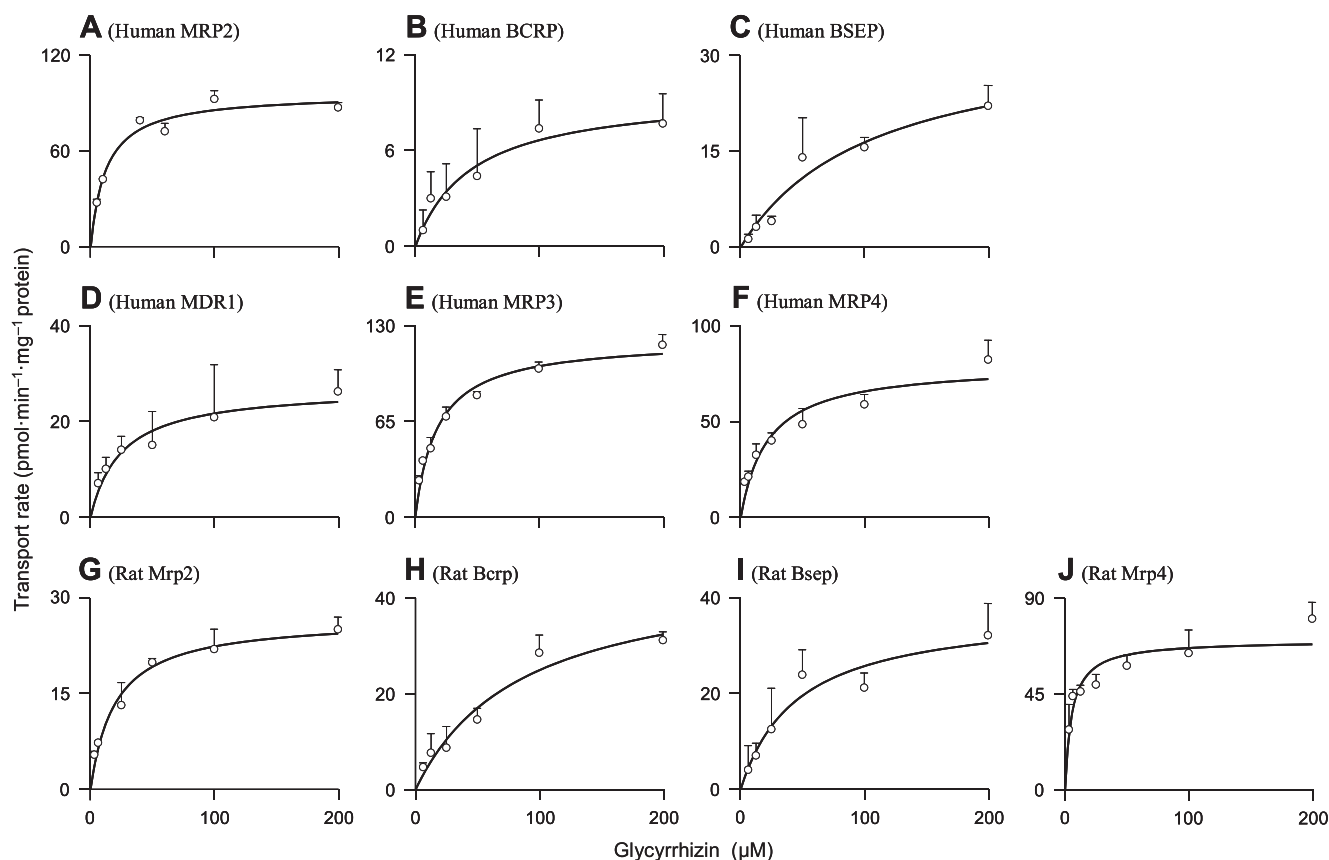 A (Human MRP2)
B (Human BCRP)
C (Human BSEP)
120
60
0
12
6
0
30
15
0
D (Human MDR1)
E (Human MRP3)
F (Human MRP4)
40
20
0
130
65
0
100
50
0
G (Rat Mrp2)
H (Rat Bcrp)
I (Rat Bsep)
J (Rat Mrp4)
30
15
0
40
20
0
40
20
0
90
45
0
0 100 200
0 100 200
0 100 200
0 100 200
Transport rate (pmol·min⁻¹·mg⁻¹ protein)
Glycyrrhizin (µM)